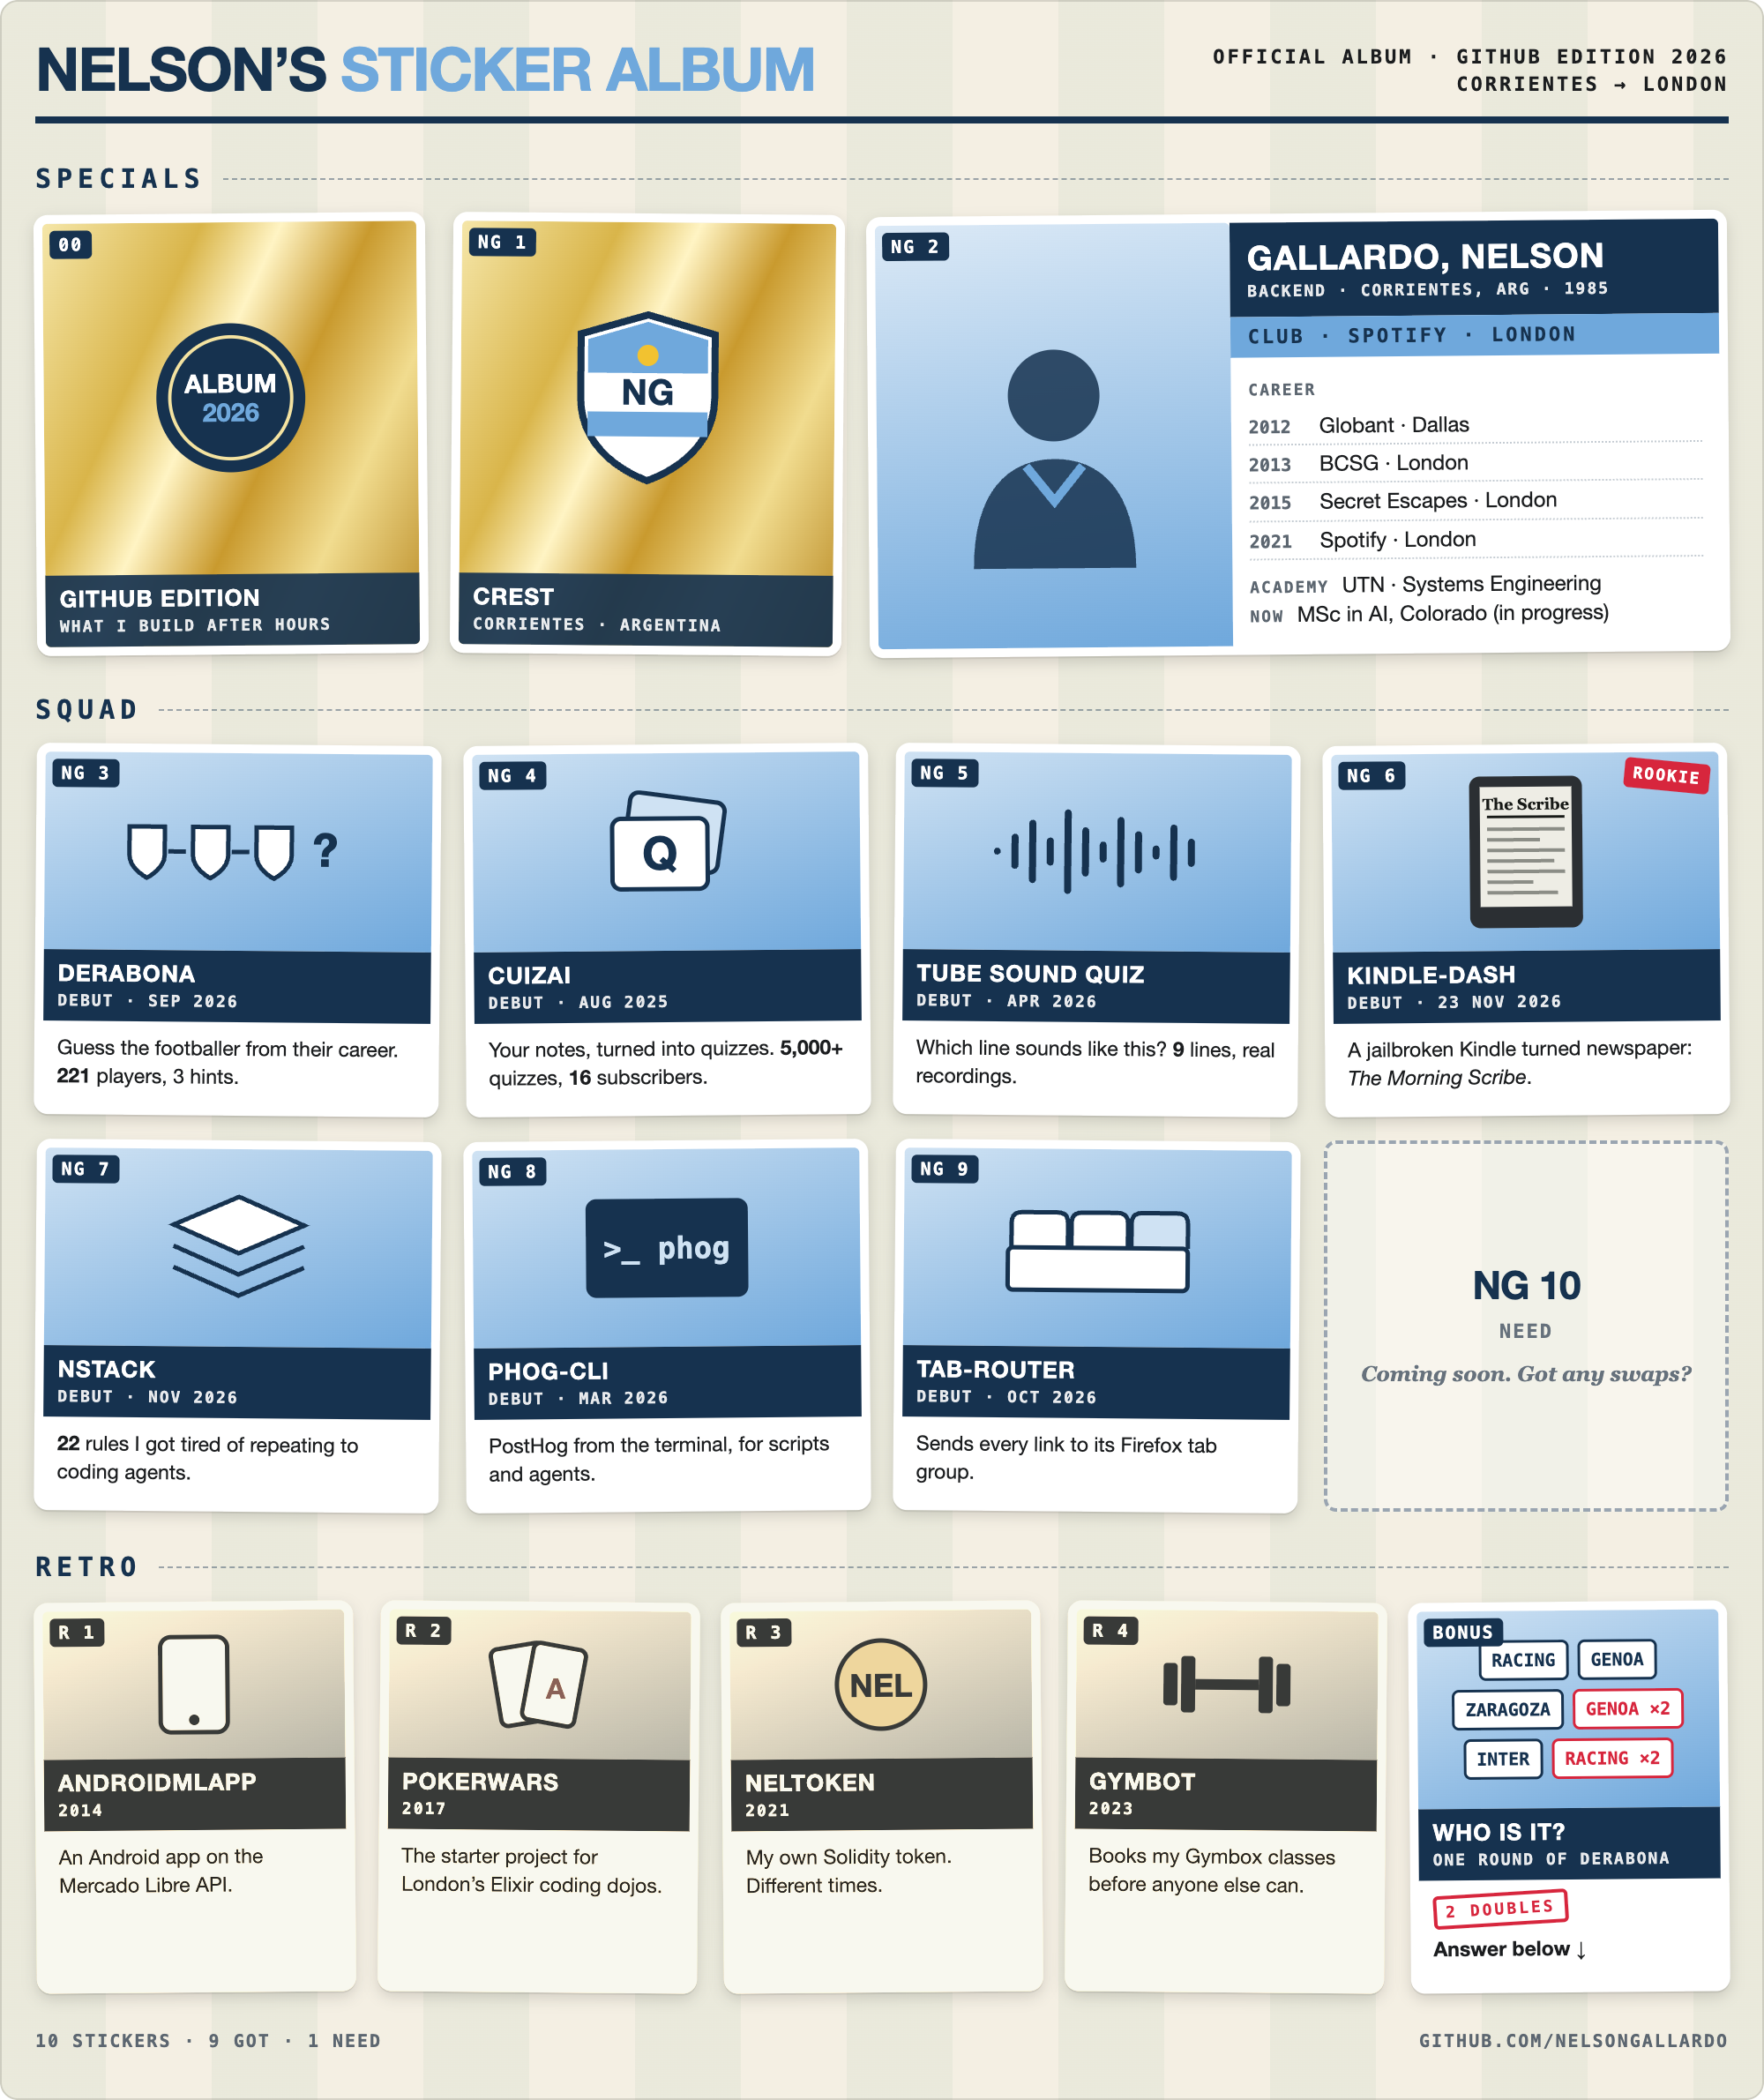 NELSON’S STICKER ALBUM
OFFICIAL ALBUM · GITHUB EDITION 2026
CORRIENTES → LONDON
SPECIALS
00
ALBUM
2026
GITHUB EDITION
WHAT I BUILD AFTER HOURS
NG 1
NG
CREST
CORRIENTES · ARGENTINA
NG 2
GALLARDO, NELSON
BACKEND · CORRIENTES, ARG · 1985
CLUB · SPOTIFY · LONDON
CAREER
2012 Globant · Dallas
2013 BCSG · London
2015 Secret Escapes · London
2021 Spotify · London
ACADEMY UTN · Systems Engineering
NOW MSc in AI, Colorado (in progress)
SQUAD
NG 3
?
DERABONA
DEBUT · SEP 2026
Guess the footballer from their career.
221 players, 3 hints.
NG 4
Q
CUIZAI
DEBUT · AUG 2025
Your notes, turned into quizzes. 5,000+
quizzes, 16 subscribers.
NG 5
TUBE SOUND QUIZ
DEBUT · APR 2026
Which line sounds like this? 9 lines, real
recordings.
NG 6
ROOKIE
The Scribe
KINDLE-DASH
DEBUT · 23 NOV 2026
A jailbroken Kindle turned newspaper:
The Morning Scribe.
NG 7
NSTACK
DEBUT · NOV 2026
22 rules I got tired of repeating to
coding agents.
NG 8
>_ phog
PHOG-CLI
DEBUT · MAR 2026
PostHog from the terminal, for scripts
and agents.
NG 9
TAB-ROUTER
DEBUT · OCT 2026
Sends every link to its Firefox tab
group.
NG 10
NEED
Coming soon. Got any swaps?
RETRO
R 1
ANDROIDMLAPP
2014
An Android app on the
Mercado Libre API.
R 2
A
POKERWARS
2017
The starter project for
London’s Elixir coding dojos.
R 3
NEL
NELTOKEN
2021
My own Solidity token.
Different times.
R 4
GYMBOT
2023
Books my Gymbox classes
before anyone else can.
BONUS
RACING GENOA
ZARAGOZA GENOA ×2
INTER RACING ×2
WHO IS IT?
ONE ROUND OF DERABONA
2 DOUBLES
Answer below ↓
10 STICKERS · 9 GOT · 1 NEED
GITHUB.COM/NELSONGALLARDO